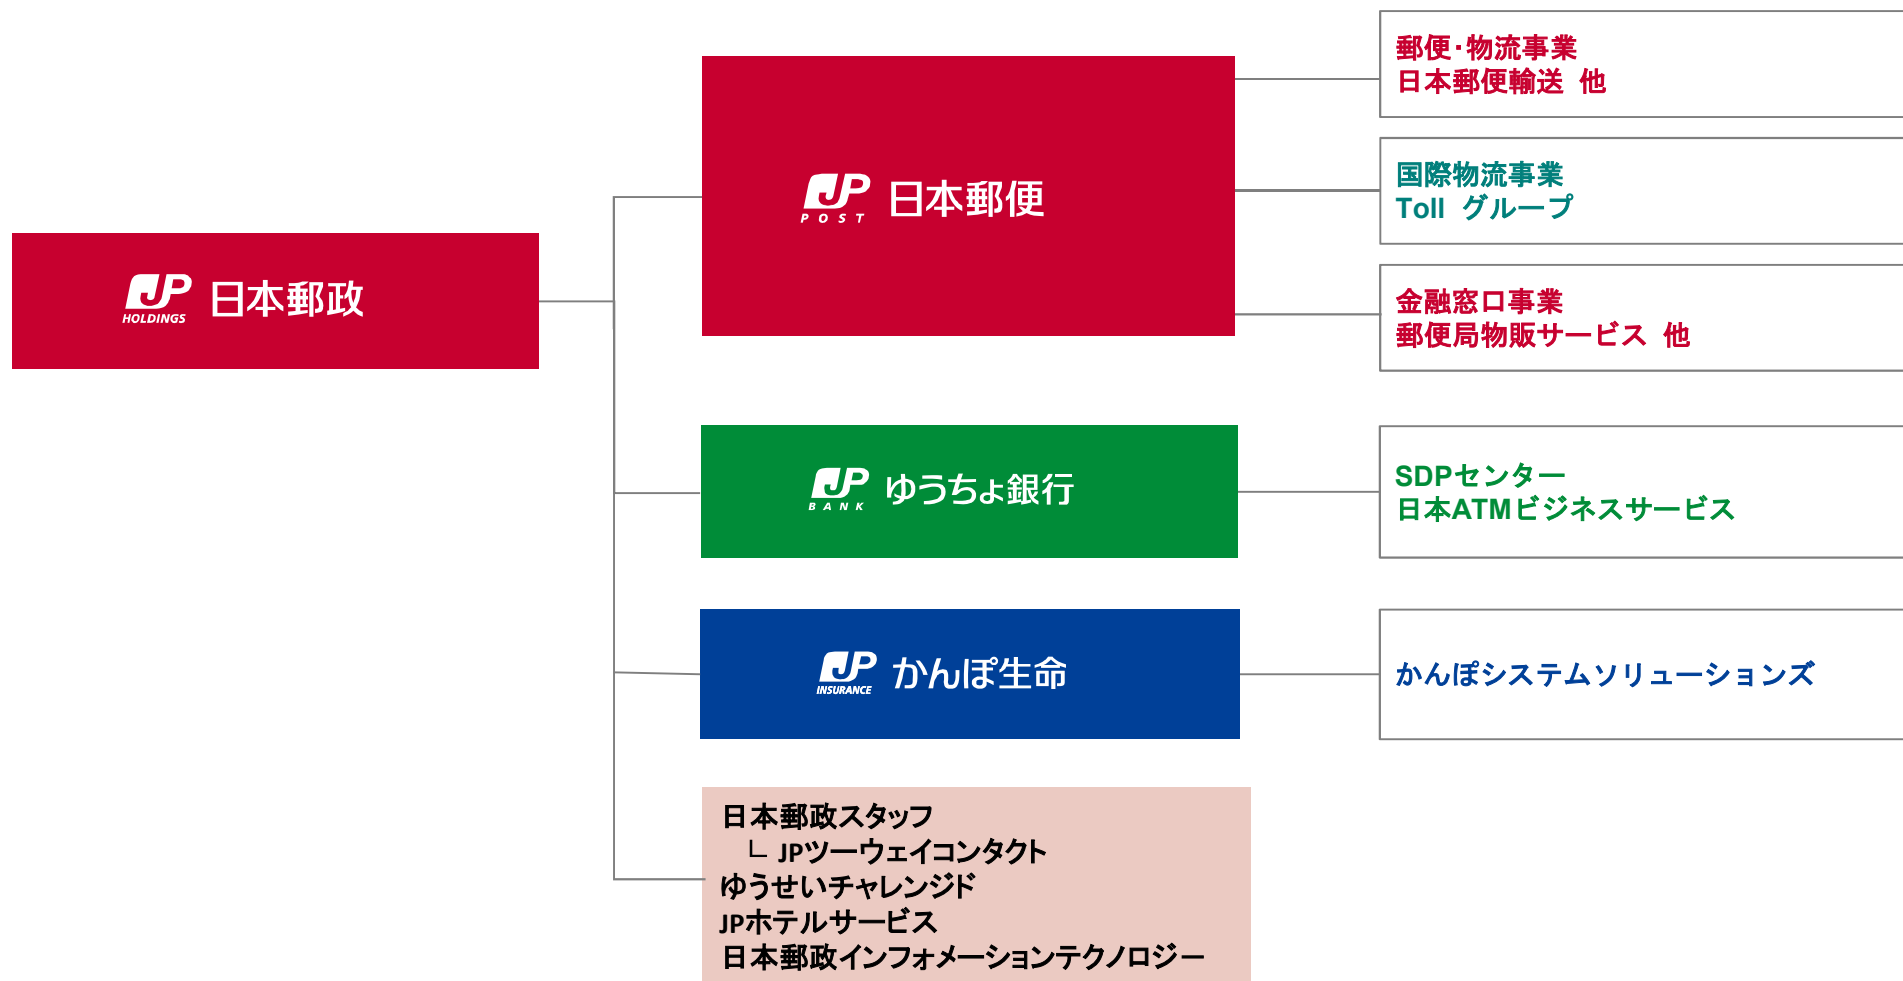 JP HOLDINGS 日本郵政
JP POST 日本郵便
郵便・物流事業
日本郵便輸送 他
国際物流事業
Toll グループ
金融窓口事業
郵便局物販サービス 他
JP BANK ゆうちょ銀行
SDPセンター
日本ATMビジネスサービス
JP INSURANCE かんぽ生命
かんぽシステムソリューションズ
日本郵政スタッフ
└ JPツーウェイコンタクト
ゆうせいチャレンジド
JPホテルサービス
日本郵政インフォメーションテクノロジー